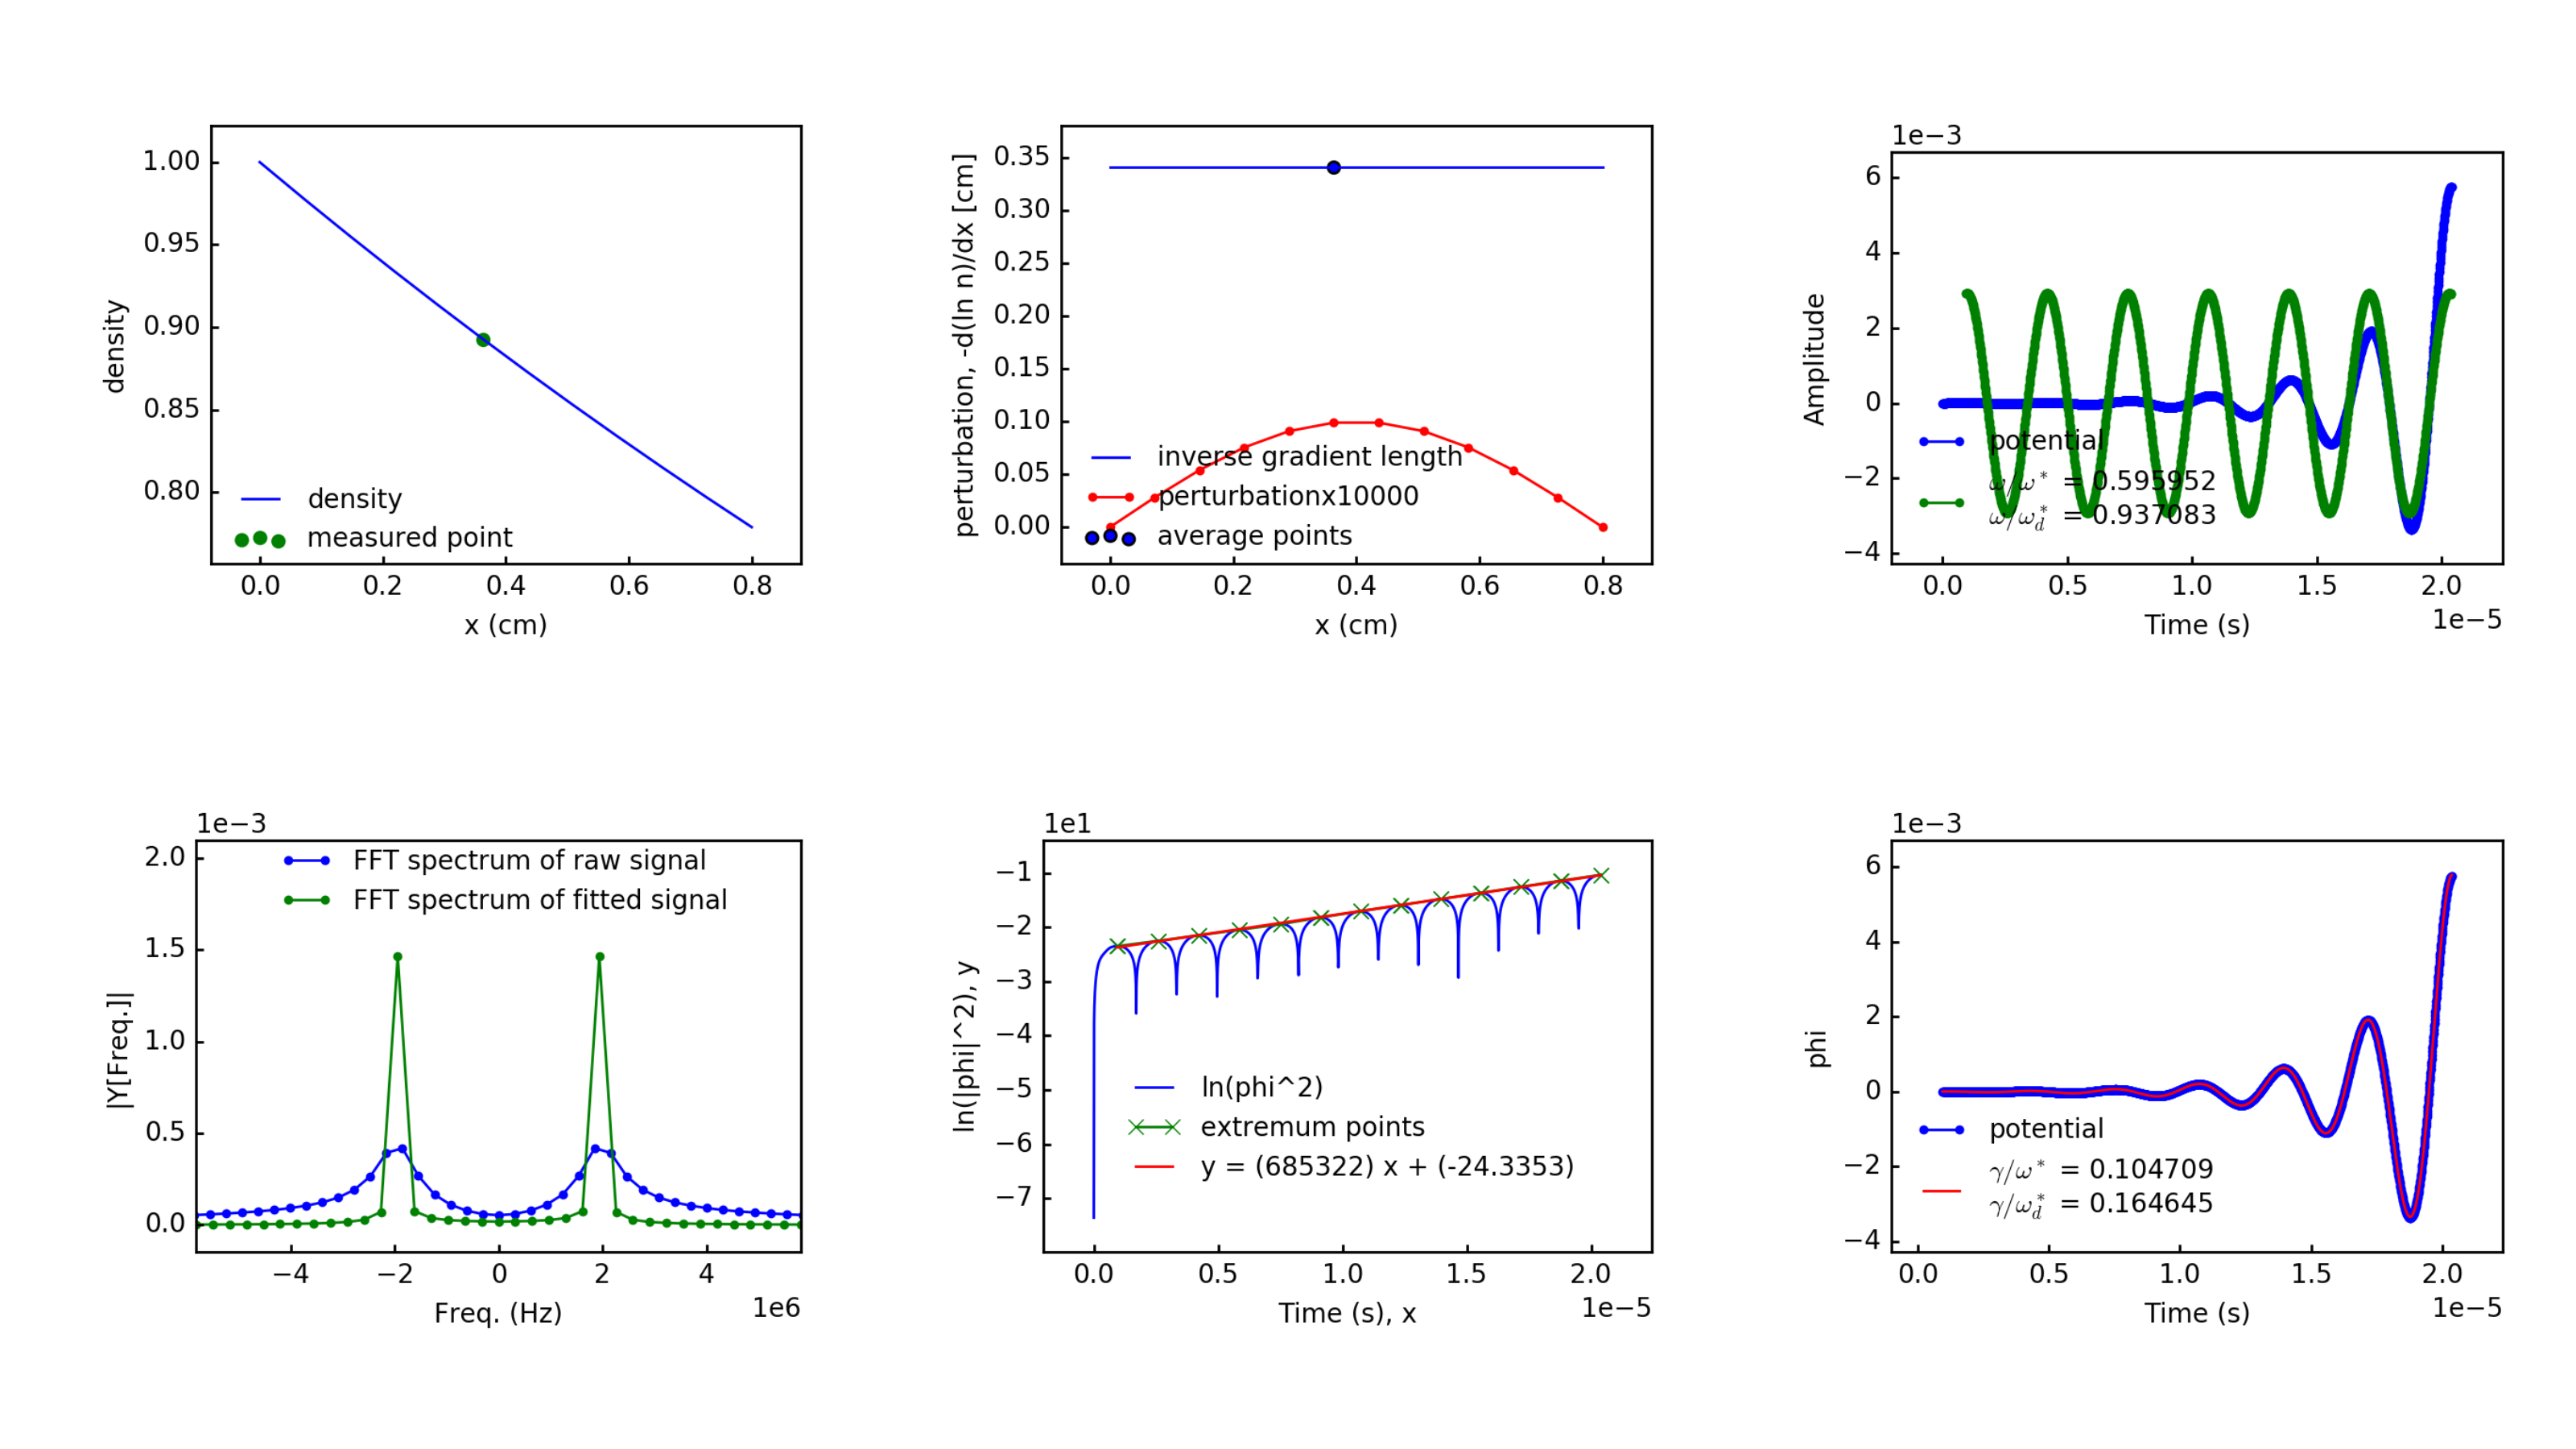 1.00
0.95
0.90
0.85
0.80
density
density
measured point
0.0 0.2 0.4 0.6 0.8
x (cm)
0.35
0.30
0.25
0.20
0.15
0.10
0.05
0.00
perturbation, -d(ln n)/dx [cm]
inverse gradient length
perturbationx10000
average points
0.0 0.2 0.4 0.6 0.8
x (cm)
1e−3
6
4
2
0
−2
−4
Amplitude
potential
ω/ω* = 0.595952
ω/ω*_d = 0.937083
0.0 0.5 1.0 1.5 2.0
1e−5
Time (s)
1e−3
2.0
1.5
1.0
0.5
0.0
|Y[Freq.]|
FFT spectrum of raw signal
FFT spectrum of fitted signal
−4 −2 0 2 4
1e6
Freq. (Hz)
1e1
−1
−2
−3
−4
−5
−6
−7
ln(|phi|^2), y
ln(phi^2)
extremum points
y = (685322) x + (-24.3353)
0.0 0.5 1.0 1.5 2.0
1e−5
Time (s), x
1e−3
6
4
2
0
−2
−4
phi
potential
γ/ω* = 0.104709
γ/ω*_d = 0.164645
0.0 0.5 1.0 1.5 2.0
1e−5
Time (s)